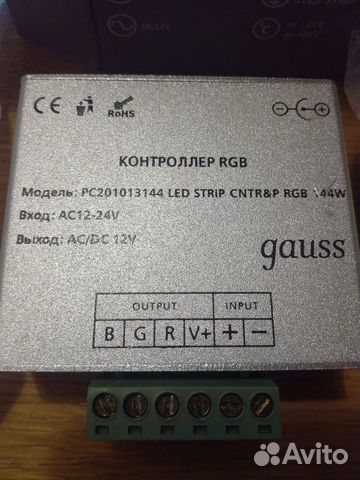 CE
RoHS
КОНТРОЛЛЕР RGB
Модель: PC201013144 LED STRIP CNTR&P RGB 144W
Вход: AC12-24V
Выход: AC/DC 12V
gauss
OUTPUT INPUT
B G R V+ + −
Avito